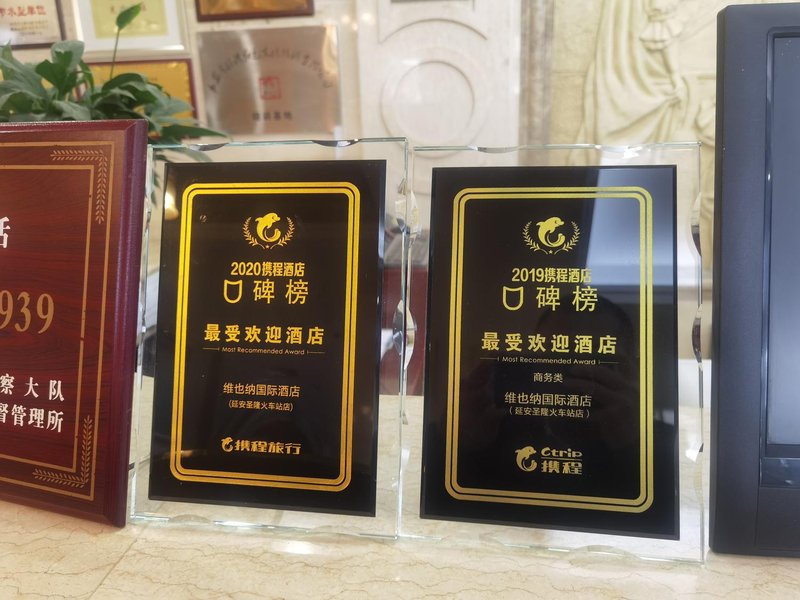 话
939
察大队
督管理所
2020携程酒店
口碑榜
最受欢迎酒店
Most Recommended Award
维也纳国际酒店
(延安圣隆火车站店)
携程旅行
2019携程酒店
口碑榜
最受欢迎酒店
Most Recommended Award
商务类
维也纳国际酒店
(延安圣隆火车站店)
Ctrip
携程